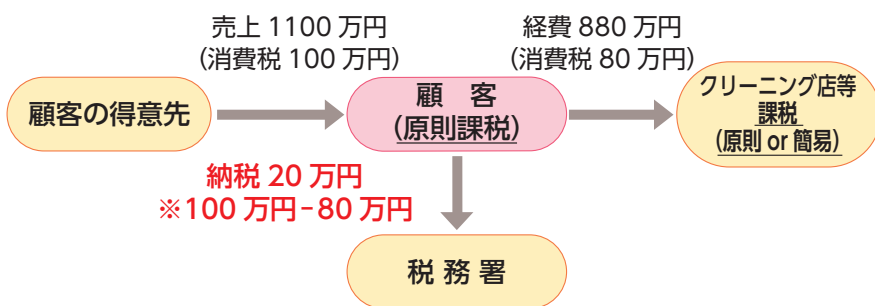 売上 1100 万円
(消費税 100 万円)
経費 880 万円
(消費税 80 万円)
顧客の得意先
顧 客
(原則課税)
クリーニング店等
課税
(原則 or 簡易)
納税 20 万円
※100 万円−80 万円
税 務 署